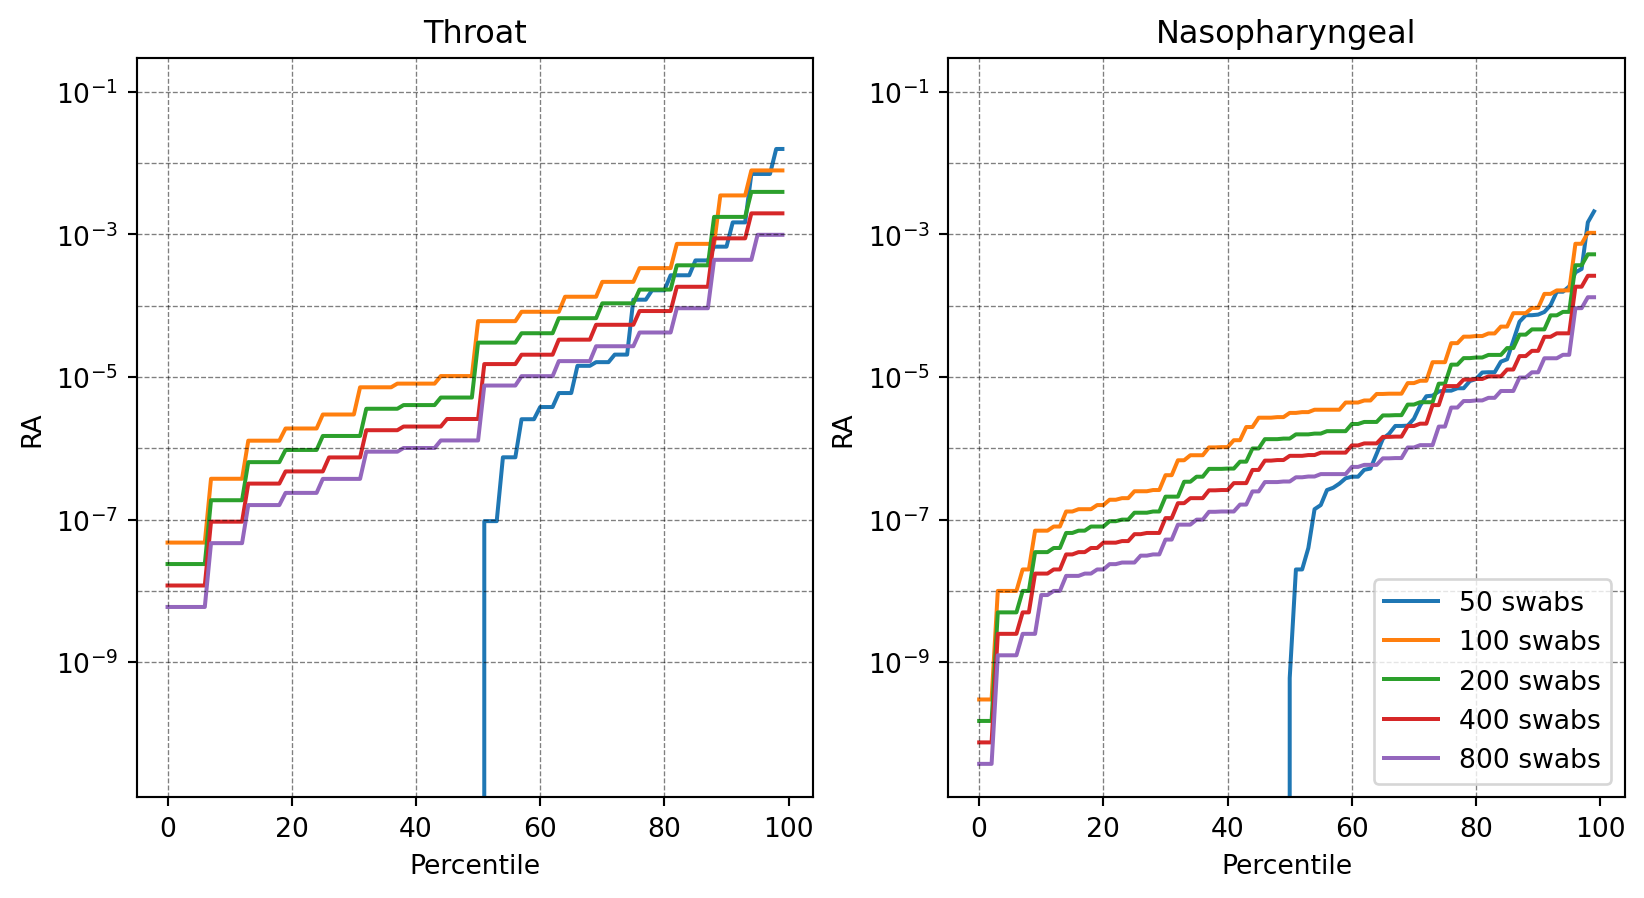 Throat
Nasopharyngeal
10⁻¹
10⁻³
10⁻⁵
10⁻⁷
10⁻⁹
RA
0 20 40 60 80 100
Percentile
10⁻¹
10⁻³
10⁻⁵
10⁻⁷
10⁻⁹
RA
0 20 40 60 80 100
Percentile
50 swabs
100 swabs
200 swabs
400 swabs
800 swabs